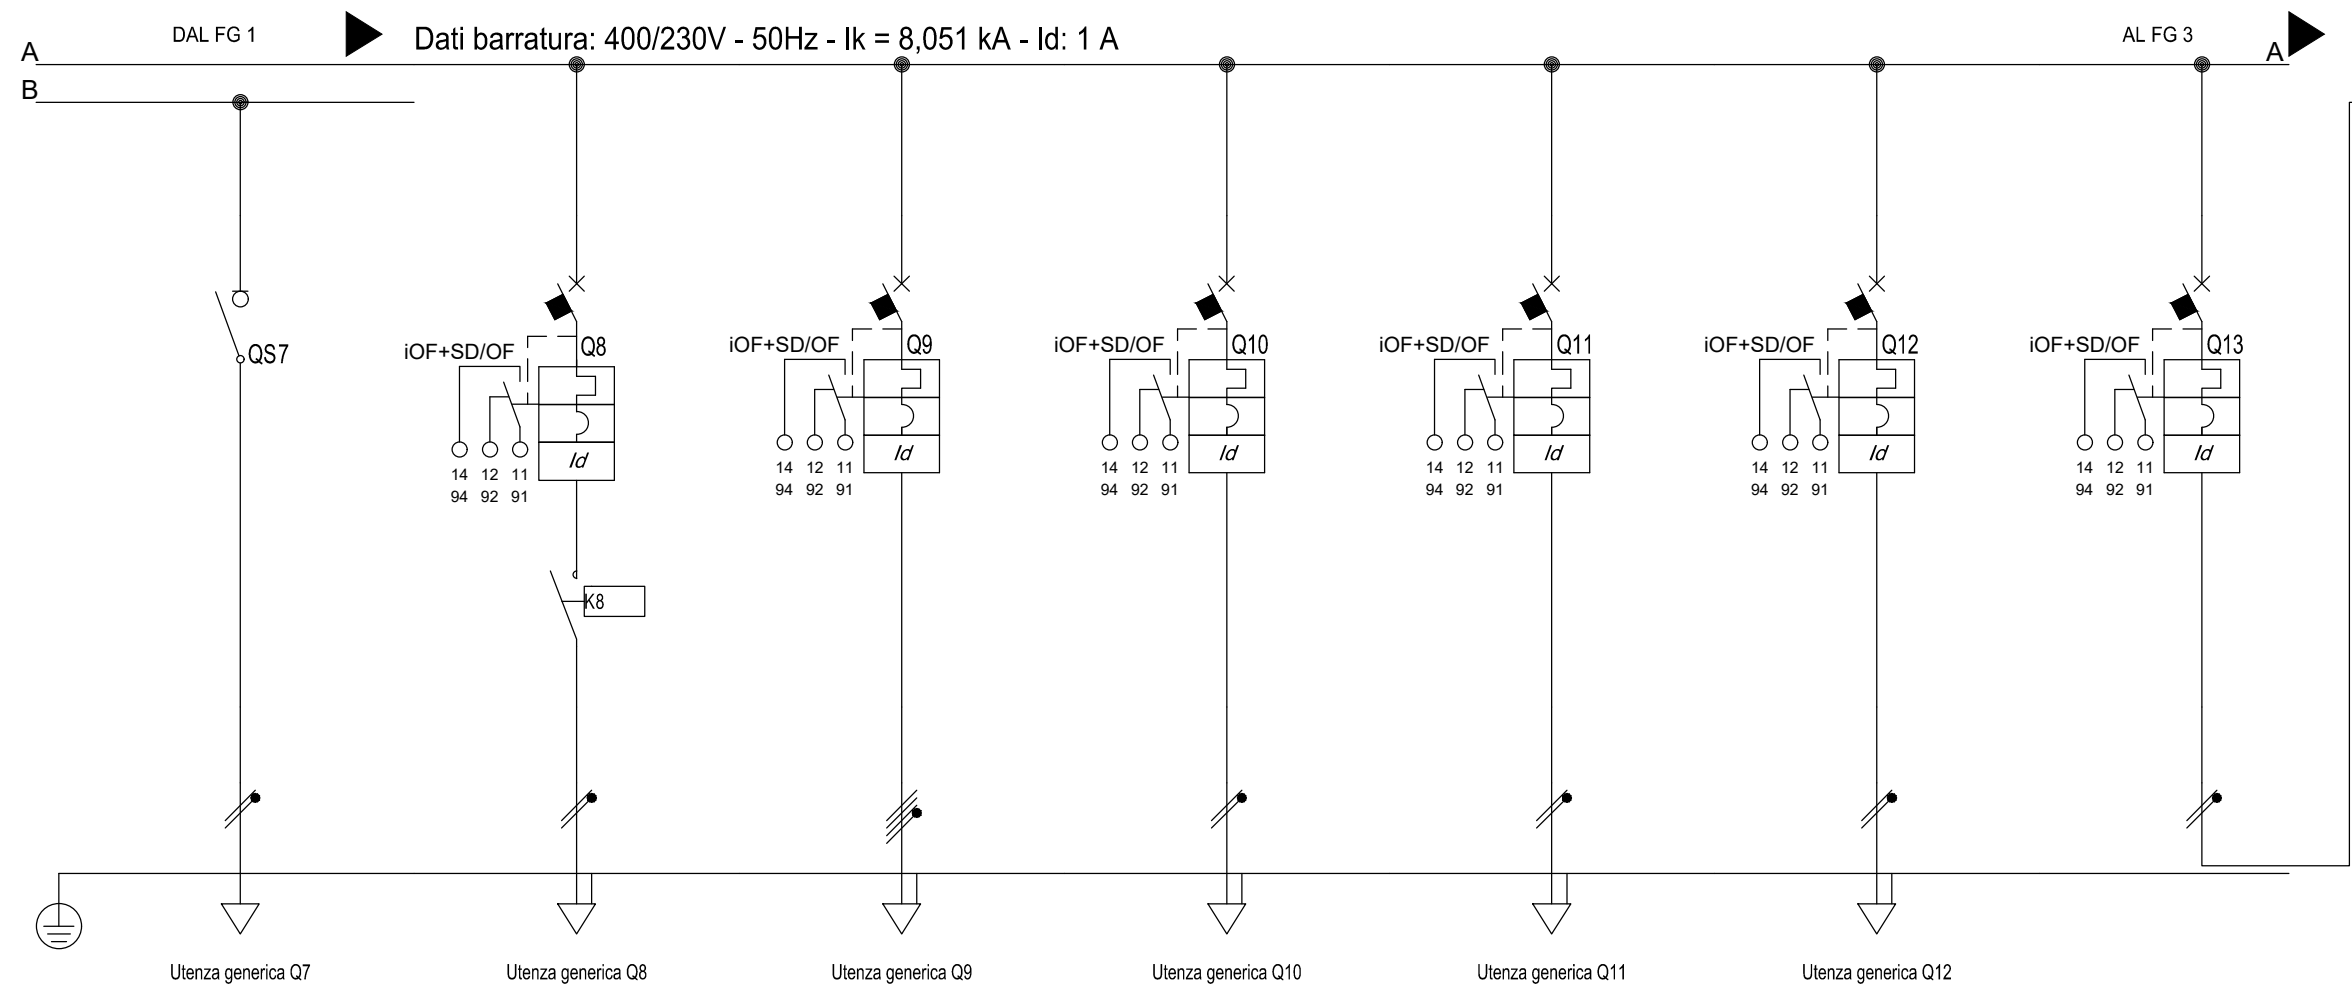 DAL FG 1
Dati barratura: 400/230V - 50Hz - Ik = 8,051 kA - Id: 1 A
AL FG 3
A
A
B
QS7
iOF+SD/OF
Q8
iOF+SD/OF
Q9
iOF+SD/OF
Q10
iOF+SD/OF
Q11
iOF+SD/OF
Q12
iOF+SD/OF
Q13
Id
Id
Id
Id
Id
Id
14 12 11
94 92 91
14 12 11
94 92 91
14 12 11
94 92 91
14 12 11
94 92 91
14 12 11
94 92 91
14 12 11
94 92 91
K8
Utenza generica Q7
Utenza generica Q8
Utenza generica Q9
Utenza generica Q10
Utenza generica Q11
Utenza generica Q12